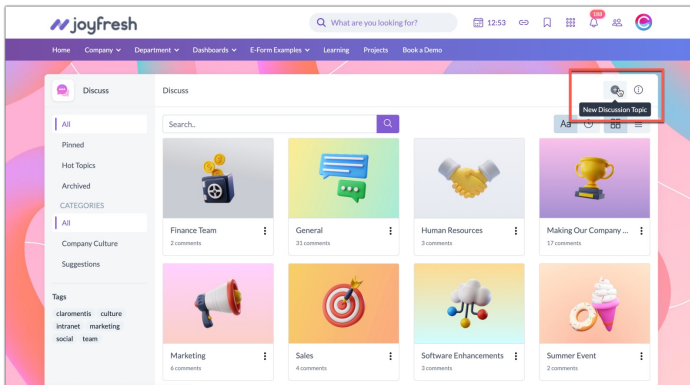 joyfresh
What are you looking for?
12:53
188
Home Company Department Dashboards E-Form Examples Learning Projects Book a Demo
Discuss
Discuss
New Discussion Topic
All
Pinned
Hot Topics
Archived
CATEGORIES
All
Company Culture
Suggestions
Tags
claromentis culture
intranet marketing
social team
Search..
Aa
Finance Team
2 comments
General
31 comments
Human Resources
3 comments
Making Our Company ...
17 comments
Marketing
6 comments
Sales
4 comments
Software Enhancements
3 comments
Summer Event
2 comments